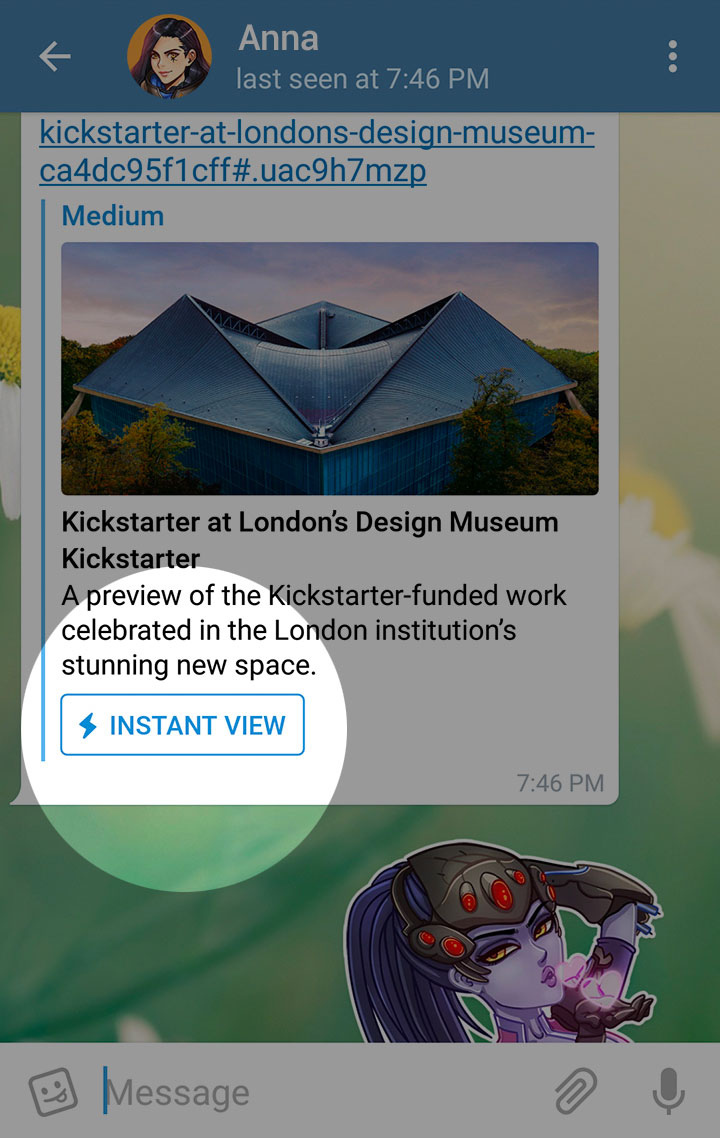 Anna
last seen at 7:46 PM
kickstarter-at-londons-design-museum-
ca4dc95f1cff#.uac9h7mzp
Medium
Kickstarter at London’s Design Museum
Kickstarter
A preview of the Kickstarter-funded work
celebrated in the London institution’s
stunning new space.
INSTANT VIEW
7:46 PM
Message